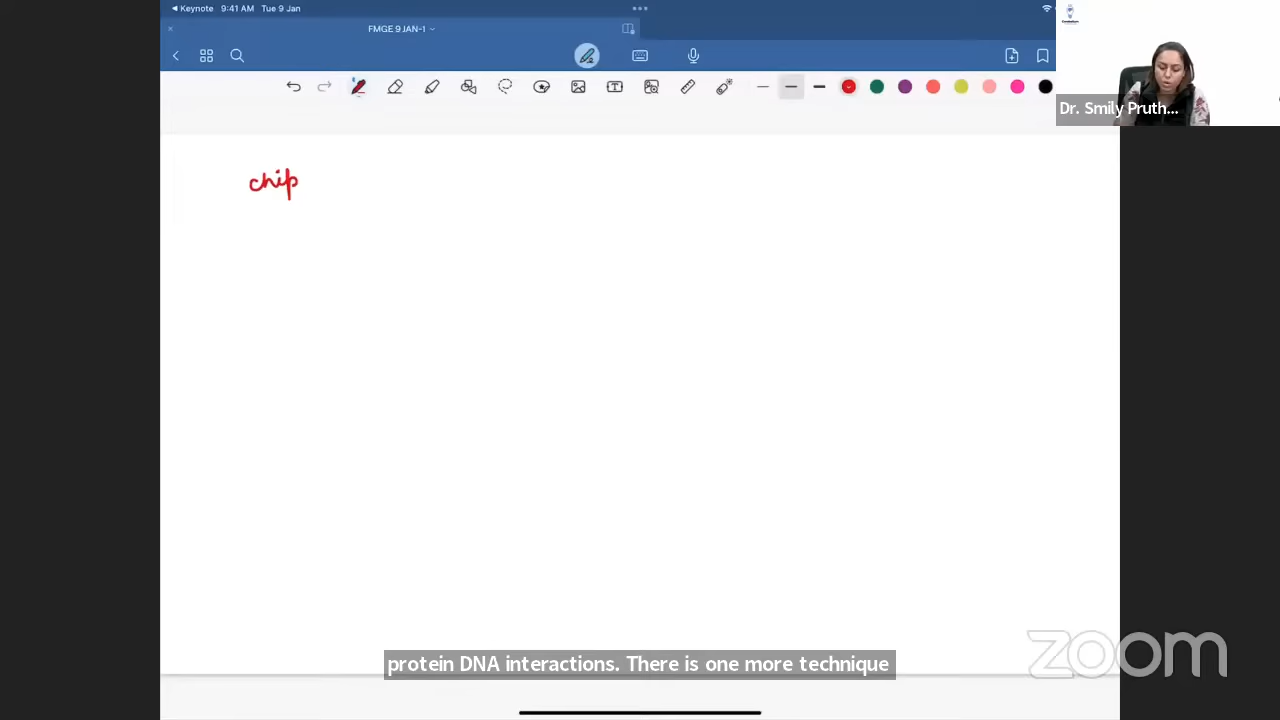 Keynote 9:41 AM Tue 9 Jan
FMGE 9 JAN-1
Dr. Smily Pruth...
chip
protein DNA interactions. There is one more technique
zoom